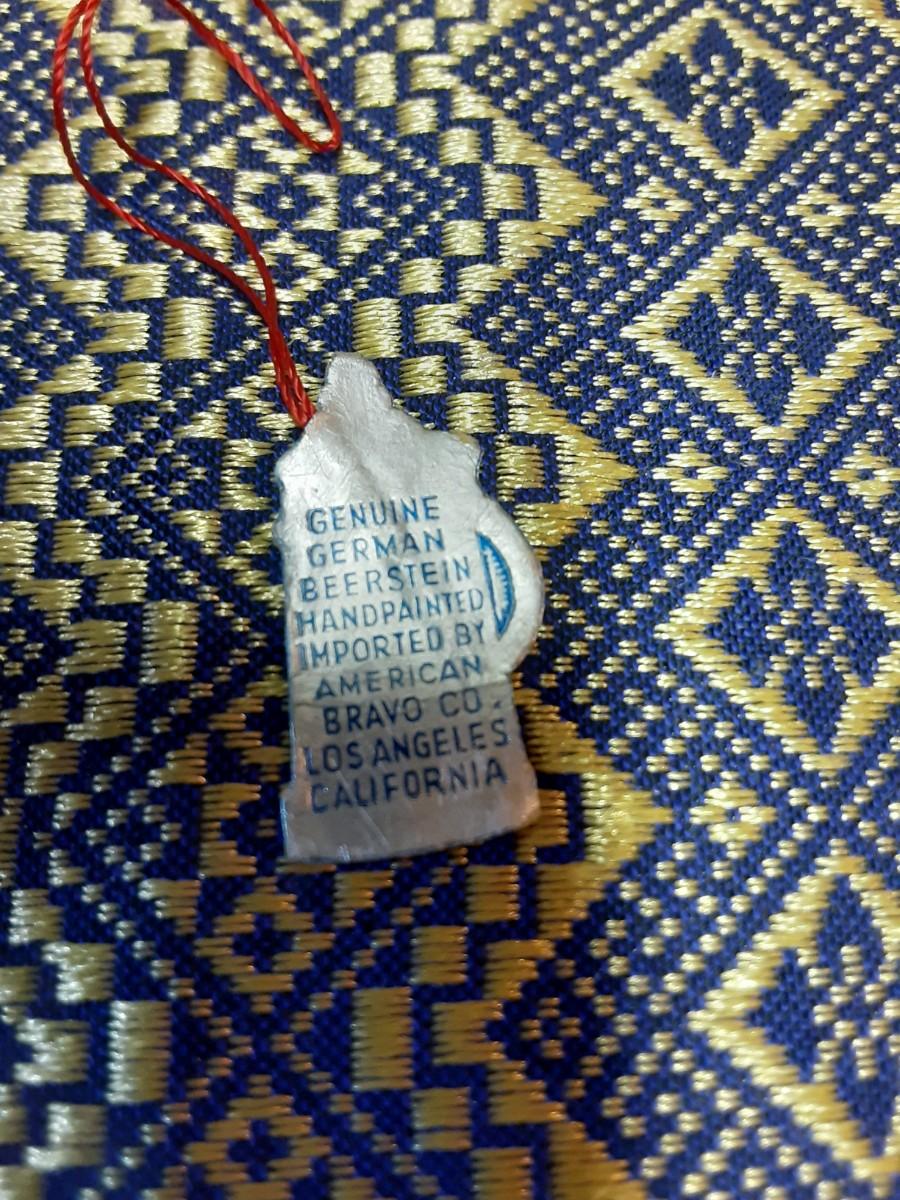 GENUINE
GERMAN
BEERSTEIN
HANDPAINTED
IMPORTED BY
AMERICAN
BRAVO CO.
LOS ANGELES
CALIFORNIA